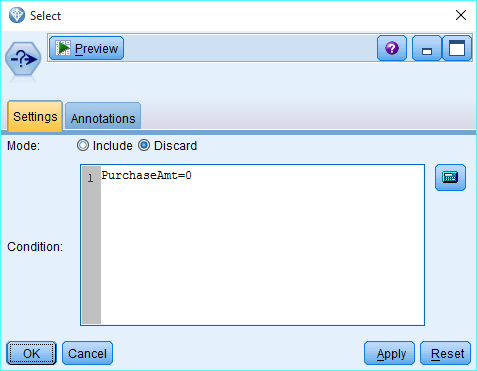 Select
Preview
?
Settings
Annotations
Mode: Include Discard
1 PurchaseAmt=0
Condition:
OK Cancel Apply Reset